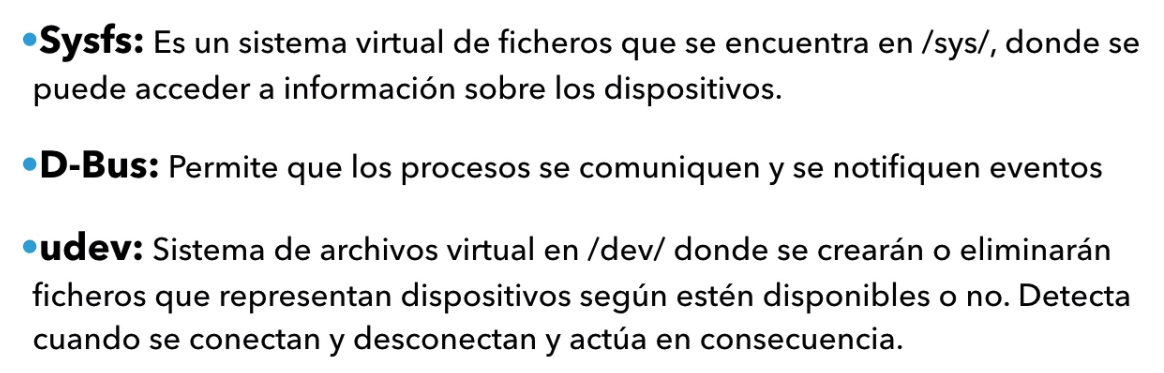 •Sysfs: Es un sistema virtual de ficheros que se encuentra en /sys/, donde se
puede acceder a información sobre los dispositivos.
•D-Bus: Permite que los procesos se comuniquen y se notifiquen eventos
•udev: Sistema de archivos virtual en /dev/ donde se crearán o eliminarán
ficheros que representan dispositivos según estén disponibles o no. Detecta
cuando se conectan y desconectan y actúa en consecuencia.